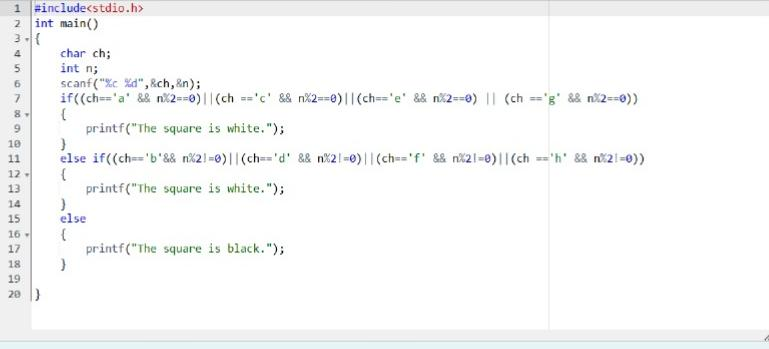 1 #include<stdio.h>
2 int main()
3 {
4 char ch;
5 int n;
6 scanf("%c %d",&ch,&n);
7 if((ch=='a' && n%2==0)||(ch =='c' && n%2==0)||(ch=='e' && n%2==0) || (ch =='g' && n%2==0))
8 {
9 printf("The square is white.");
10 }
11 else if((ch=='b'&& n%2!=0)||(ch=='d' && n%2!=0)||(ch=='f' && n%2!=0)||(ch =='h' && n%2!=0))
12 {
13 printf("The square is white.");
14 }
15 else
16 {
17 printf("The square is black.");
18 }
19
20 }